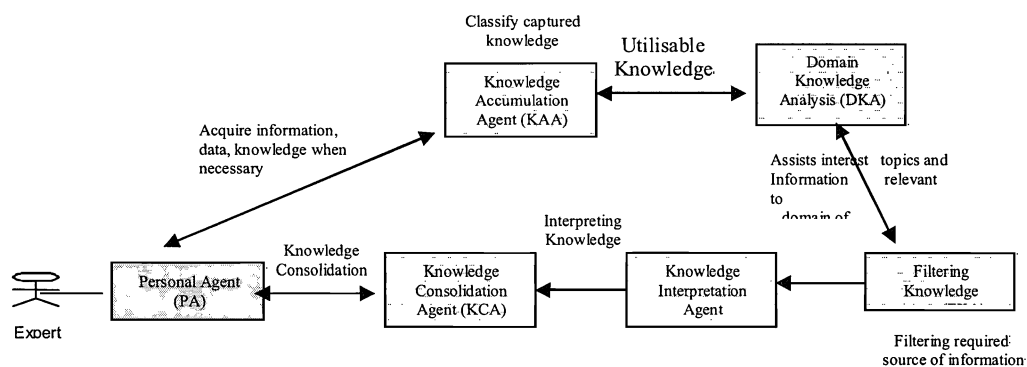 Classify captured
knowledge
Utilisable
Knowledge
Knowledge
Accumulation
Agent (KAA)
Domain
Knowledge
Analysis (DKA)
Acquire information,
data, knowledge when
necessary
Assists interest topics and
Information relevant
to
domain of
Interpreting
Knowledge
Knowledge
Consolidation
Personal Agent
(PA)
Knowledge
Consolidation
Agent (KCA)
Knowledge
Interpretation
Agent
Filtering
Knowledge
Expert
Filtering required
source of information